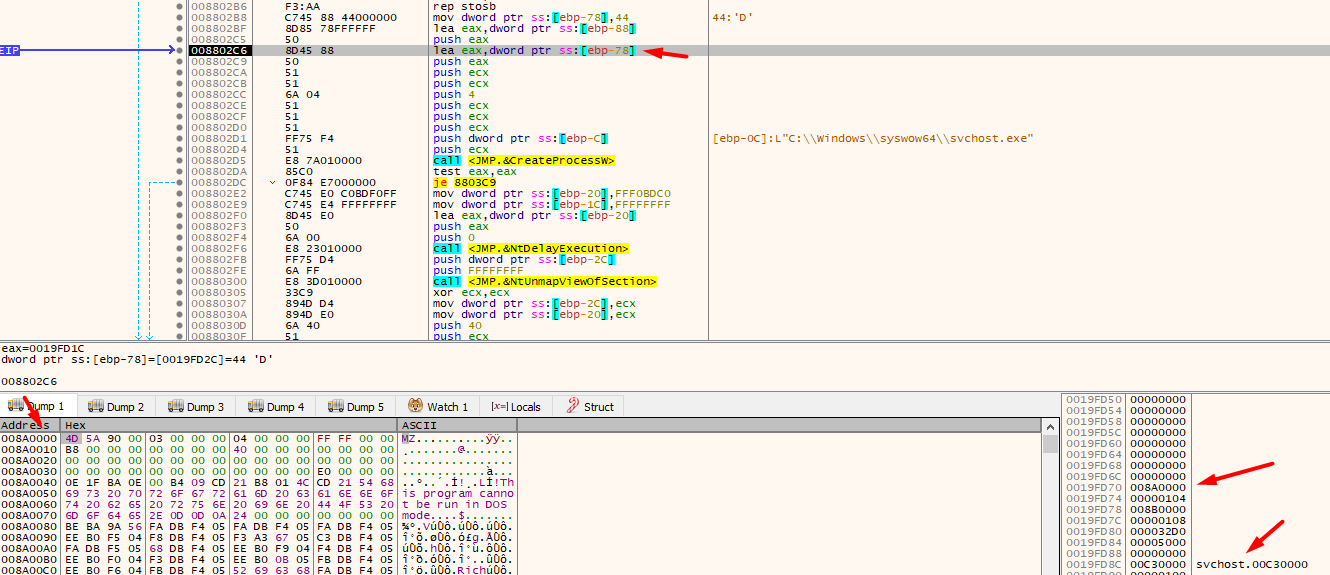 008802B6 F3:AA rep stosb
008802B8 C745 88 44000000 mov dword ptr ss:[ebp-78],44 44:'D'
008802BF 8D85 78FFFFFF lea eax,dword ptr ss:[ebp-88]
008802C5 50 push eax
EIP 008802C6 8D45 88 lea eax,dword ptr ss:[ebp-78]
008802C9 50 push eax
008802CA 51 push ecx
008802CB 51 push ecx
008802CC 6A 04 push 4
008802CE 51 push ecx
008802CF 51 push ecx
008802D0 51 push ecx
008802D1 FF75 F4 push dword ptr ss:[ebp-C] [ebp-0C]:L"C:\\Windows\\syswow64\\svchost.exe"
008802D4 51 push ecx
008802D5 E8 7A010000 call <JMP.&CreateProcessW>
008802DA 85C0 test eax,eax
008802DC 0F84 E7000000 je 8803C9
008802E2 C745 E0 C0BDF0FF mov dword ptr ss:[ebp-20],FFF0BDC0
008802E9 C745 E4 FFFFFFFF mov dword ptr ss:[ebp-1C],FFFFFFFF
008802F0 8D45 E0 lea eax,dword ptr ss:[ebp-20]
008802F3 50 push eax
008802F4 6A 00 push 0
008802F6 E8 23010000 call <JMP.&NtDelayExecution>
008802FB FF75 D4 push dword ptr ss:[ebp-2C]
008802FE 6A FF push FFFFFFFF
00880300 E8 3D010000 call <JMP.&NtUnmapViewOfSection>
00880305 33C9 xor ecx,ecx
00880307 894D D4 mov dword ptr ss:[ebp-2C],ecx
0088030A 894D E0 mov dword ptr ss:[ebp-20],ecx
0088030D 6A 40 push 40
0088030F 51 push ecx
eax=0019FD1C
dword ptr ss:[ebp-78]=[0019FD2C]=44 'D'
008802C6
Dump 1 Dump 2 Dump 3 Dump 4 Dump 5 Watch 1 [x=] Locals Struct
Address Hex ASCII
008A0000 4D 5A 90 00 03 00 00 00 04 00 00 00 FF FF 00 00 MZ..........ÿÿ..
008A0010 B8 00 00 00 00 00 00 00 40 00 00 00 00 00 00 00 ¸.......@.......
008A0020 00 00 00 00 00 00 00 00 00 00 00 00 00 00 00 00 ................
008A0030 00 00 00 00 00 00 00 00 00 00 00 00 E0 00 00 00 ............à...
008A0040 0E 1F BA 0E 00 B4 09 CD 21 B8 01 4C CD 21 54 68 ..º..´.Í!¸.LÍ!Th
008A0050 69 73 20 70 72 6F 67 72 61 6D 20 63 61 6E 6E 6F is program canno
008A0060 74 20 62 65 20 72 75 6E 20 69 6E 20 44 4F 53 20 t be run in DOS
008A0070 6D 6F 64 65 2E 0D 0D 0A 24 00 00 00 00 00 00 00 mode....$.......
008A0080 BE BA 9A 56 FA DB F4 05 FA DB F4 05 FA DB F4 05 ¾º.VúÛô.úÛô.úÛô.
008A0090 EE B0 F5 04 F8 DB F4 05 F3 A3 67 05 C3 DB F4 05 î°õ.øÛô.ó£g.ÃÛô.
008A00A0 FA DB F5 05 68 DB F4 05 EE B0 F9 04 F4 DB F4 05 úÛõ.hÛô.î°ù.ôÛô.
008A00B0 EE B0 F0 04 F3 DB F4 05 EE B0 0B 05 FB DB F4 05 î°ð.óÛô.î°..ûÛô.
008A00C0 EE B0 F6 04 FB DB F4 05 52 69 63 68 FA DB F4 05 î°ö.ûÛô.RichúÛô.
0019FD50 00000000
0019FD54 00000000
0019FD58 00000000
0019FD5C 00000000
0019FD60 00000000
0019FD64 00000000
0019FD68 00000000
0019FD6C 00000000
0019FD70 008A0000
0019FD74 00000104
0019FD78 008B0000
0019FD7C 00000108
0019FD80 000032D0
0019FD84 00005000
0019FD88 00000000
0019FD8C 00C30000 svchost.00C30000